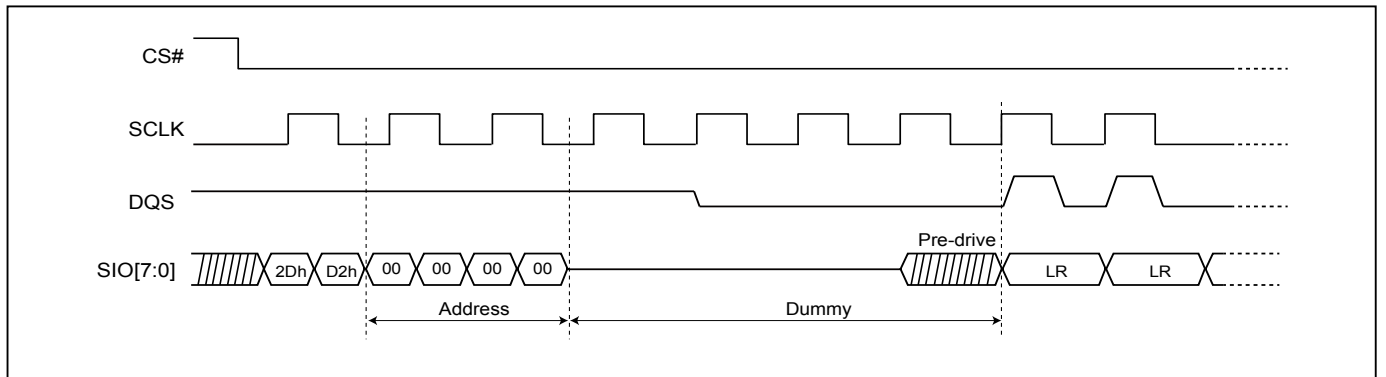 CS#
SCLK
DQS
Pre-drive
SIO[7:0] 2Dh D2h 00 00 00 00 LR LR
Address Dummy